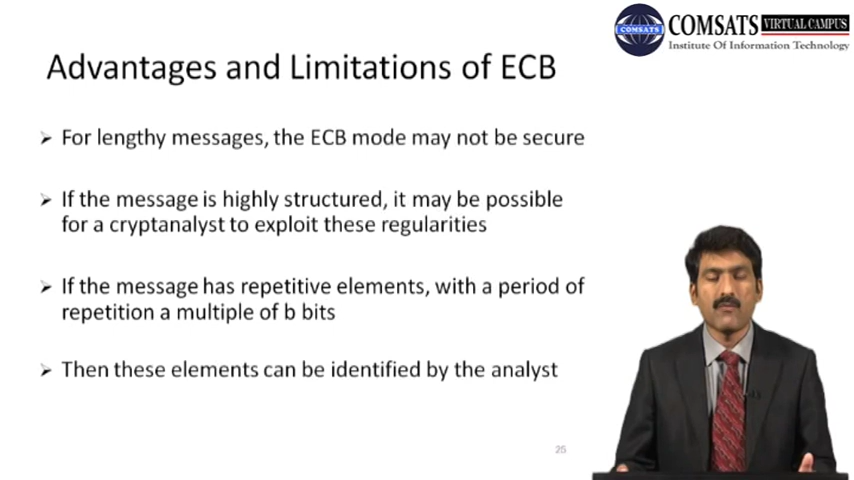 COMSATS VIRTUAL CAMPUS
COMSATS
Institute Of Information Technology
Advantages and Limitations of ECB
➢ For lengthy messages, the ECB mode may not be secure
➢ If the message is highly structured, it may be possible
for a cryptanalyst to exploit these regularities
➢ If the message has repetitive elements, with a period of
repetition a multiple of b bits
➢ Then these elements can be identified by the analyst
25